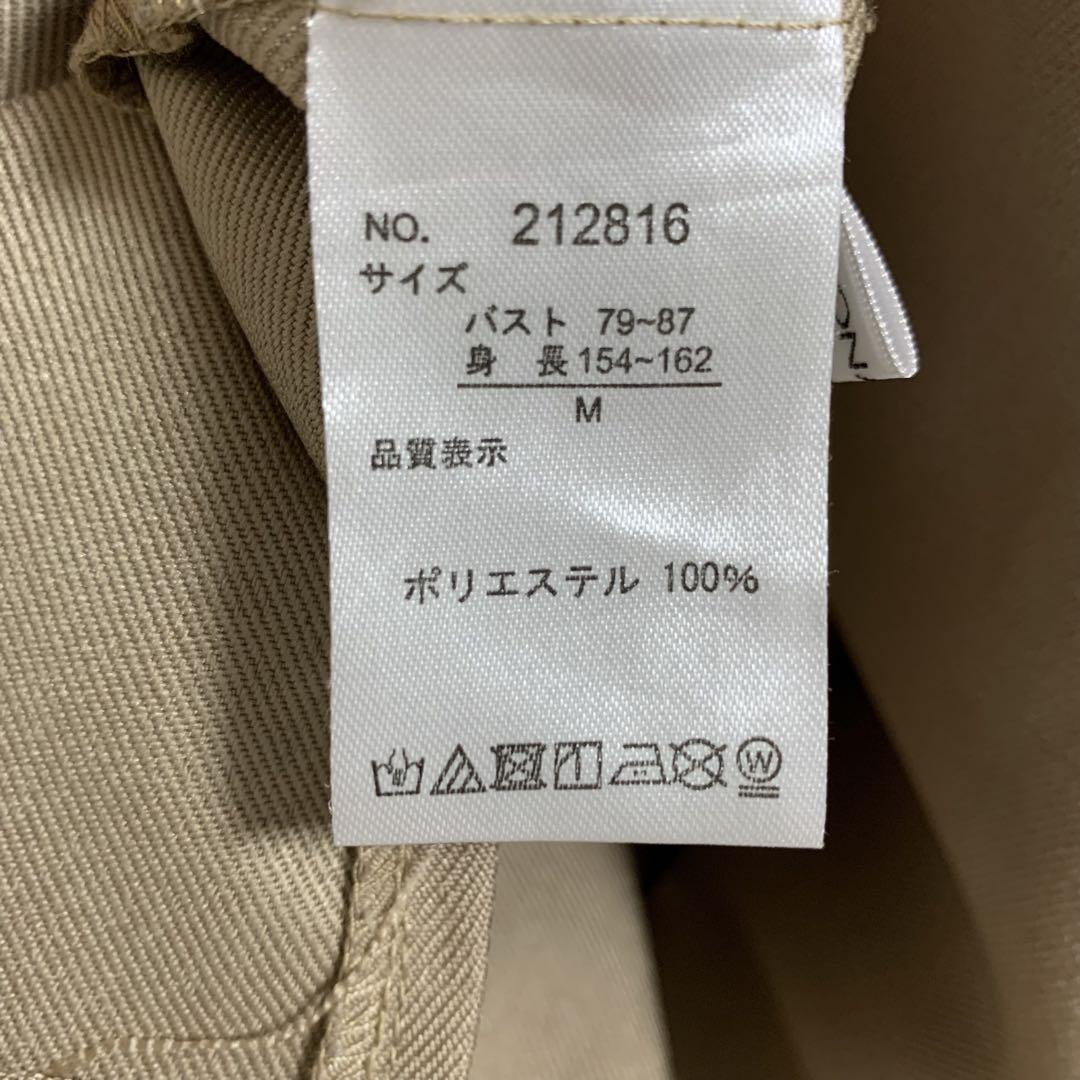 NO. 212816
サイズ
バスト 79~87
身 長 154~162
M
品質表示
ポリエステル 100%
W